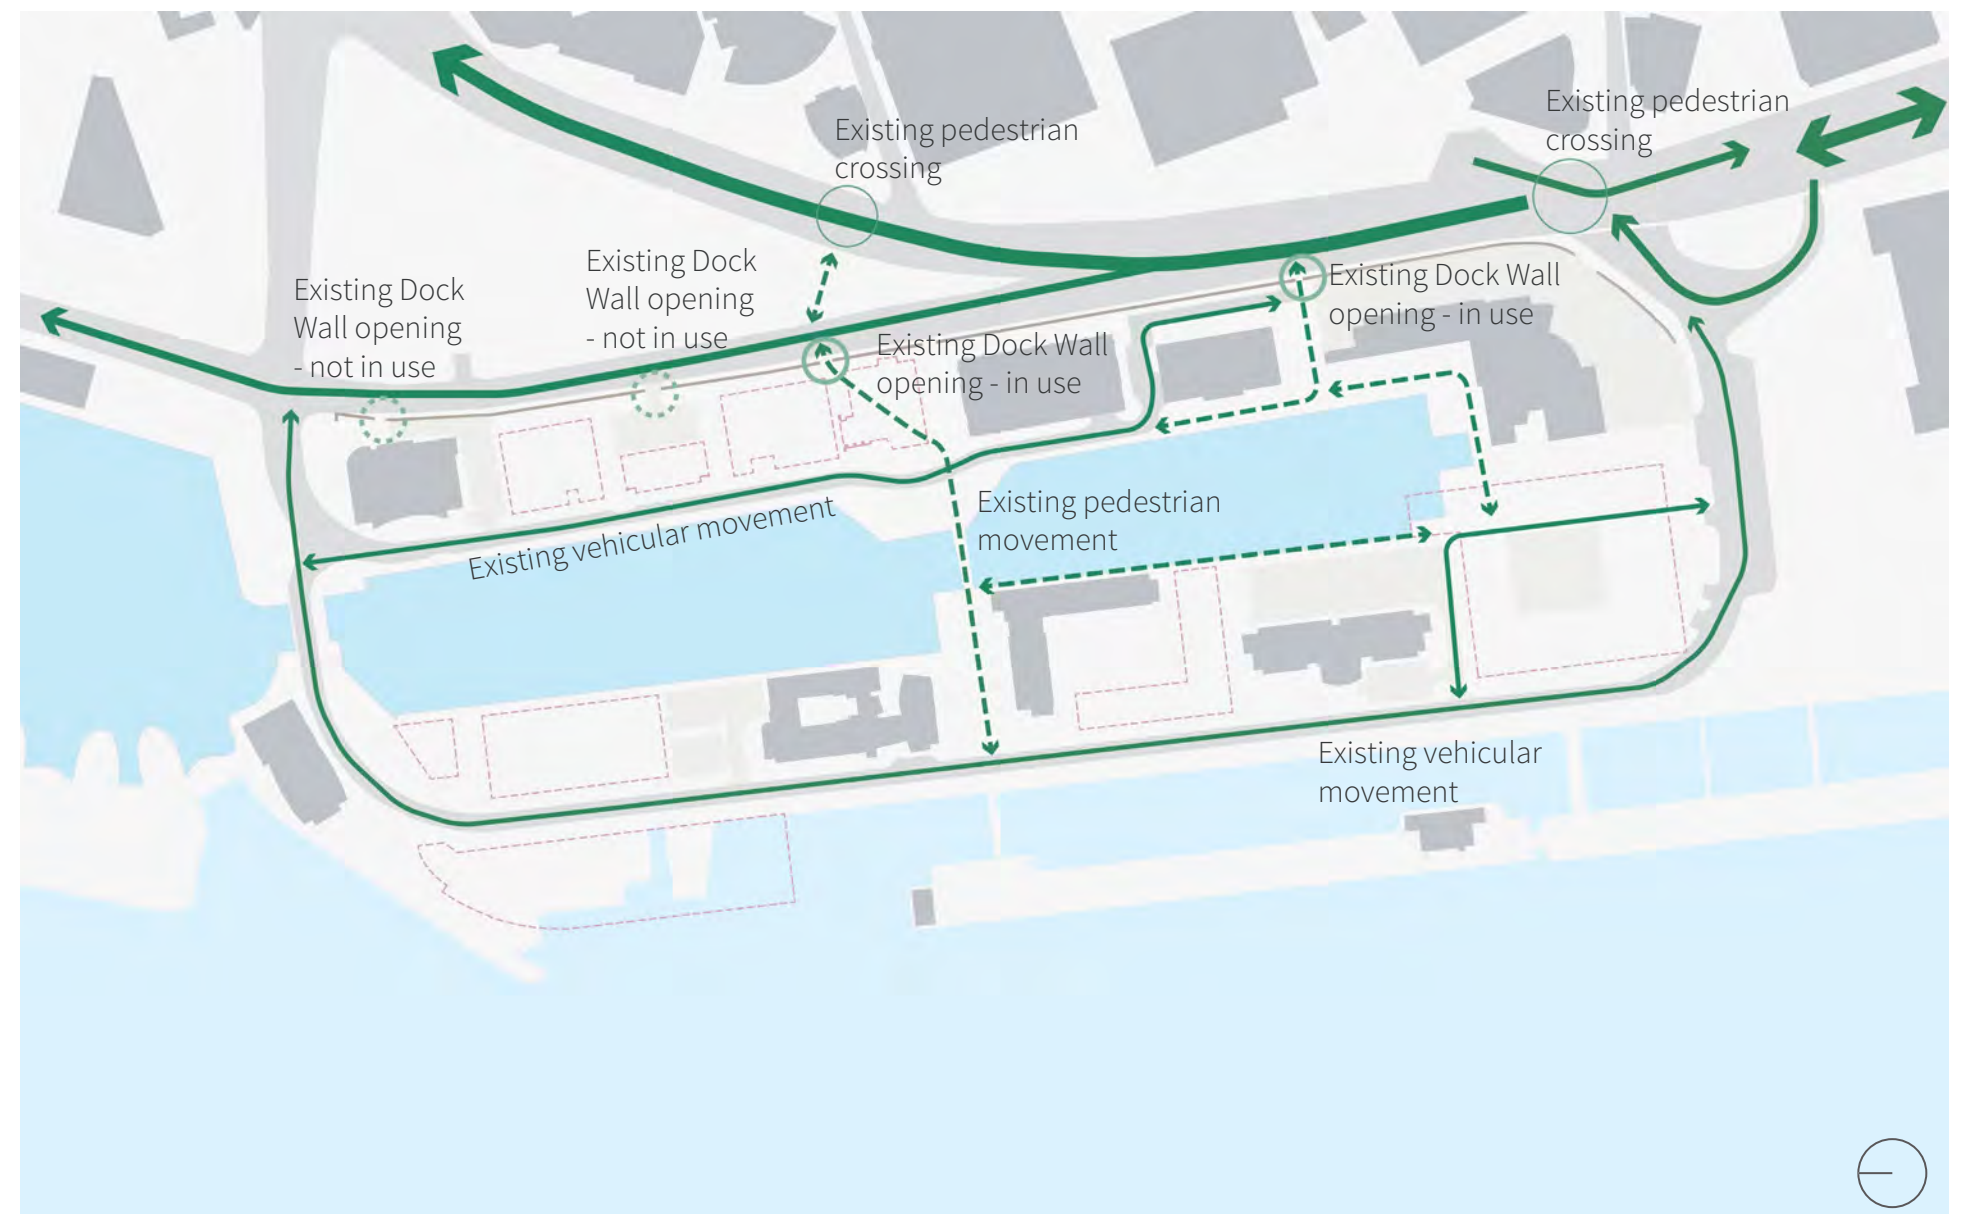 Existing pedestrian
crossing
Existing pedestrian
crossing
Existing Dock
Wall opening
- not in use
Existing Dock
Wall opening
- not in use
Existing Dock Wall
opening - in use
Existing Dock Wall
opening - in use
Existing pedestrian
movement
Existing vehicular movement
Existing vehicular
movement